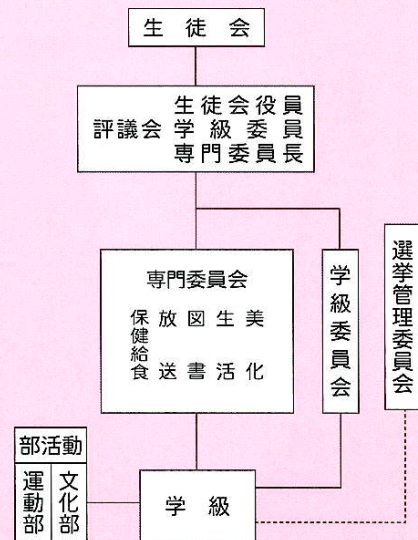 生徒会
評議会
生徒会役員
学級委員
専門委員長
専門委員会
美化
生活
図書
放送
保健給食
学級委員会
選挙管理委員会
部活動
文化部
運動部
学級